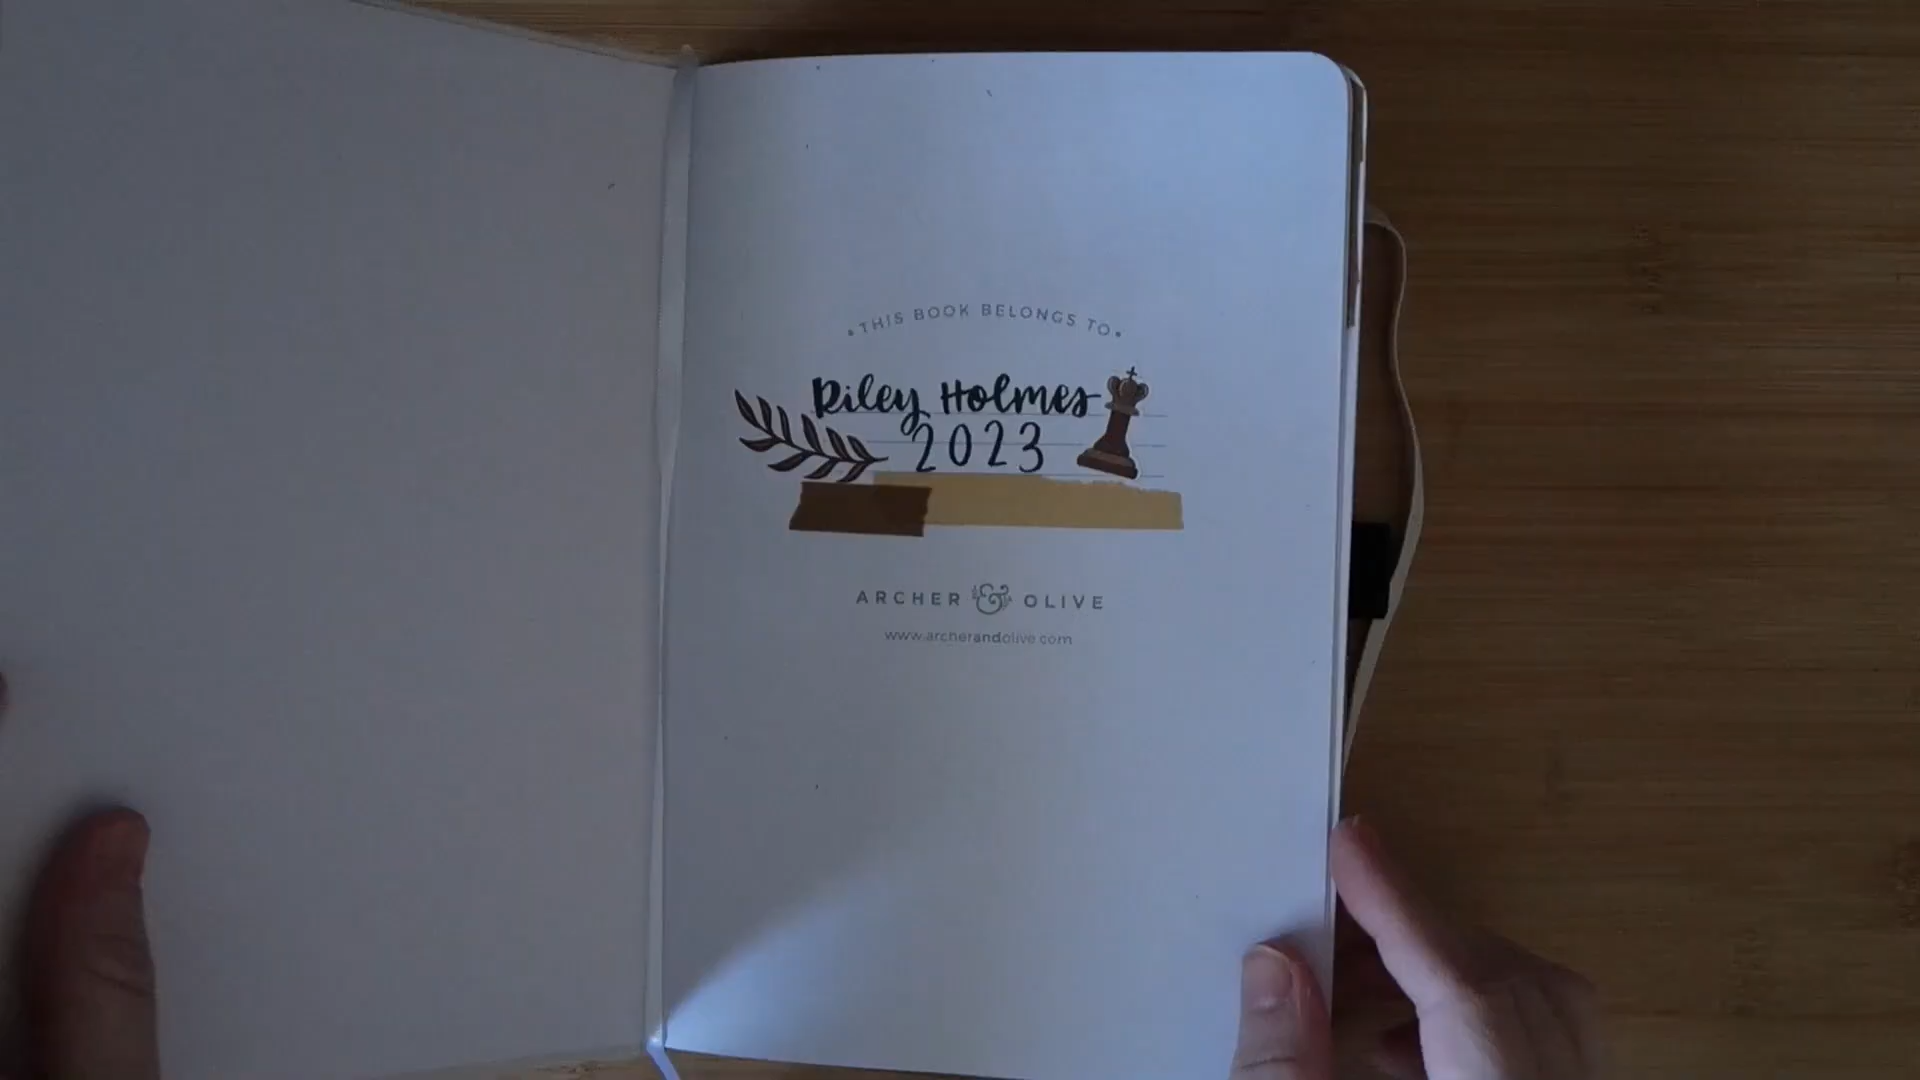 THIS BOOK BELONGS TO
Riley Holmes
2023
ARCHER & OLIVE
www.archerandolive.com